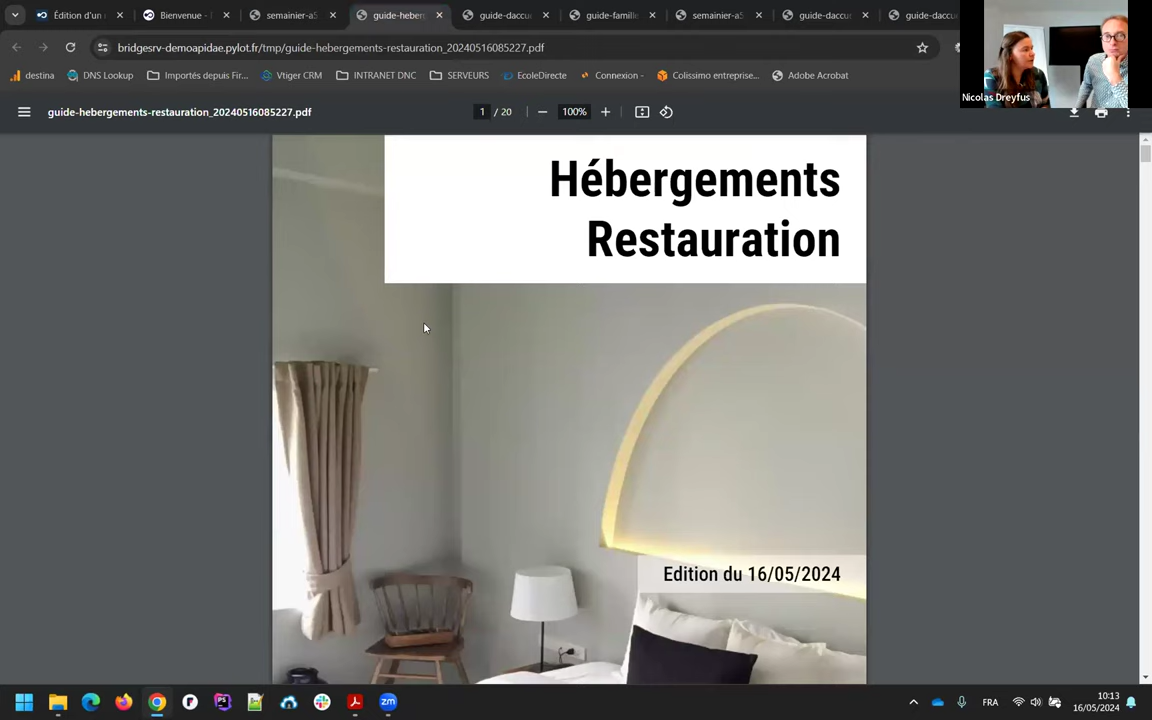 Édition d'un
Bienvenue - 
semainier-a5
guide-heberg
guide-daccu
guide-famill
semainier-a5
guide-daccu
guide-daccu
bridgesrv-demoapidae.pylot.fr/tmp/guide-hebergements-restauration_20240516085227.pdf
destina
DNS Lookup
Importés depuis Fir...
Vtiger CRM
INTRANET DNC
SERVEURS
EcoleDirecte
Connexion -
Colissimo entreprise...
Adobe Acrobat
Nicolas Dreyfus
guide-hebergements-restauration_20240516085227.pdf
1 / 20
100%
Hébergements
Restauration
Edition du 16/05/2024
PS
zm
FRA
10:13
16/05/2024